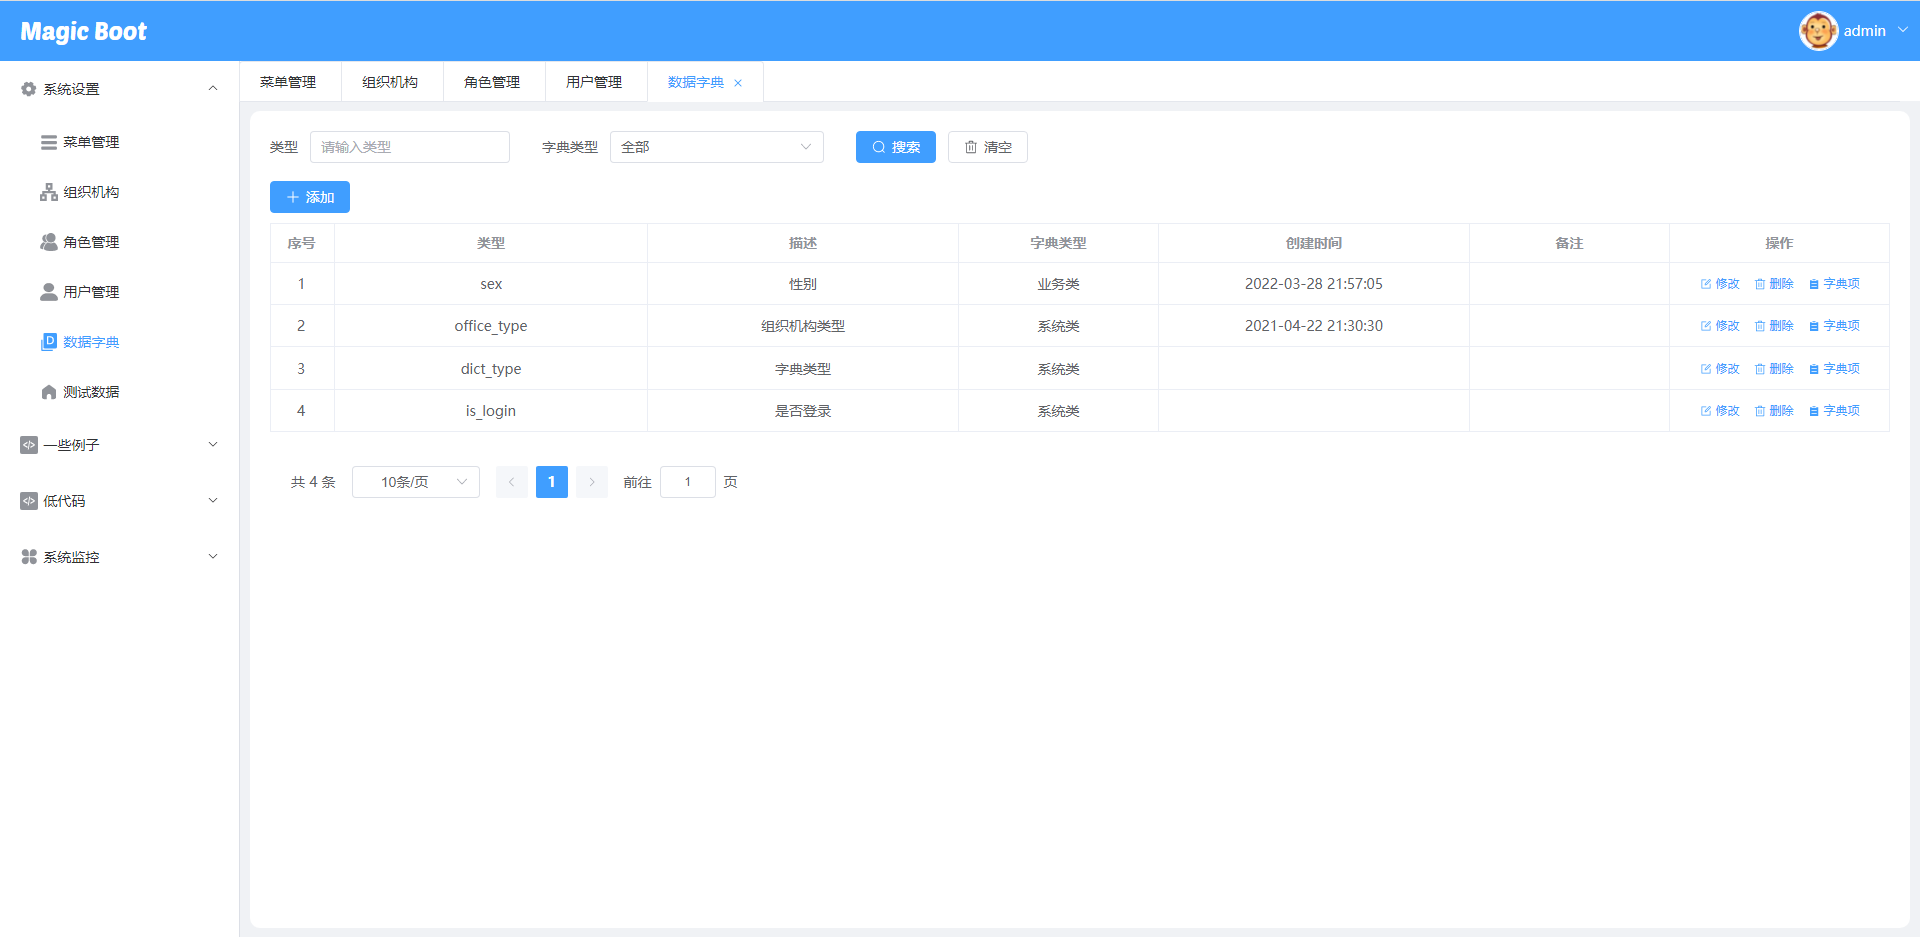 Magic Boot
admin
系统设置
菜单管理
组织机构
角色管理
用户管理
数据字典
测试数据
一些例子
低代码
系统监控
菜单管理 组织机构 角色管理 用户管理 数据字典
类型 请输入类型 字典类型 全部 搜索 清空
添加
序号 类型 描述 字典类型 创建时间 备注 操作
1 sex 性别 业务类 2022-03-28 21:57:05 修改 删除 字典项
2 office_type 组织机构类型 系统类 2021-04-22 21:30:30 修改 删除 字典项
3 dict_type 字典类型 系统类 修改 删除 字典项
4 is_login 是否登录 系统类 修改 删除 字典项
共 4 条 10条/页 1 前往 1 页